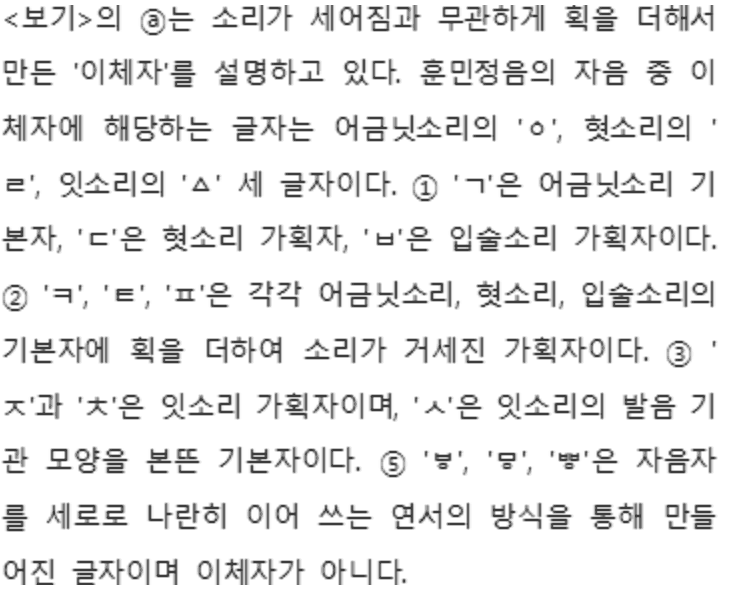 <보기>의 ⓐ는 소리가 세어짐과 무관하게 획을 더해서
만든 '이체자'를 설명하고 있다. 훈민정음의 자음 중 이
체자에 해당하는 글자는 어금닛소리의 'ㆁ', 혓소리의 '
ㄹ', 잇소리의 'ㅿ' 세 글자이다. ① 'ㄱ'은 어금닛소리 기
본자, 'ㄷ'은 혓소리 가획자, 'ㅂ'은 입술소리 가획자이다.
② 'ㅋ', 'ㅌ', 'ㅍ'은 각각 어금닛소리, 혓소리, 입술소리의
기본자에 획을 더하여 소리가 거세진 가획자이다. ③ '
ㅈ'과 'ㅊ'은 잇소리 가획자이며, 'ㅅ'은 잇소리의 발음 기
관 모양을 본뜬 기본자이다. ⑤ 'ㅸ', 'ㅱ', 'ㅹ'은 자음자
를 세로로 나란히 이어 쓰는 연서의 방식을 통해 만들
어진 글자이며 이체자가 아니다.